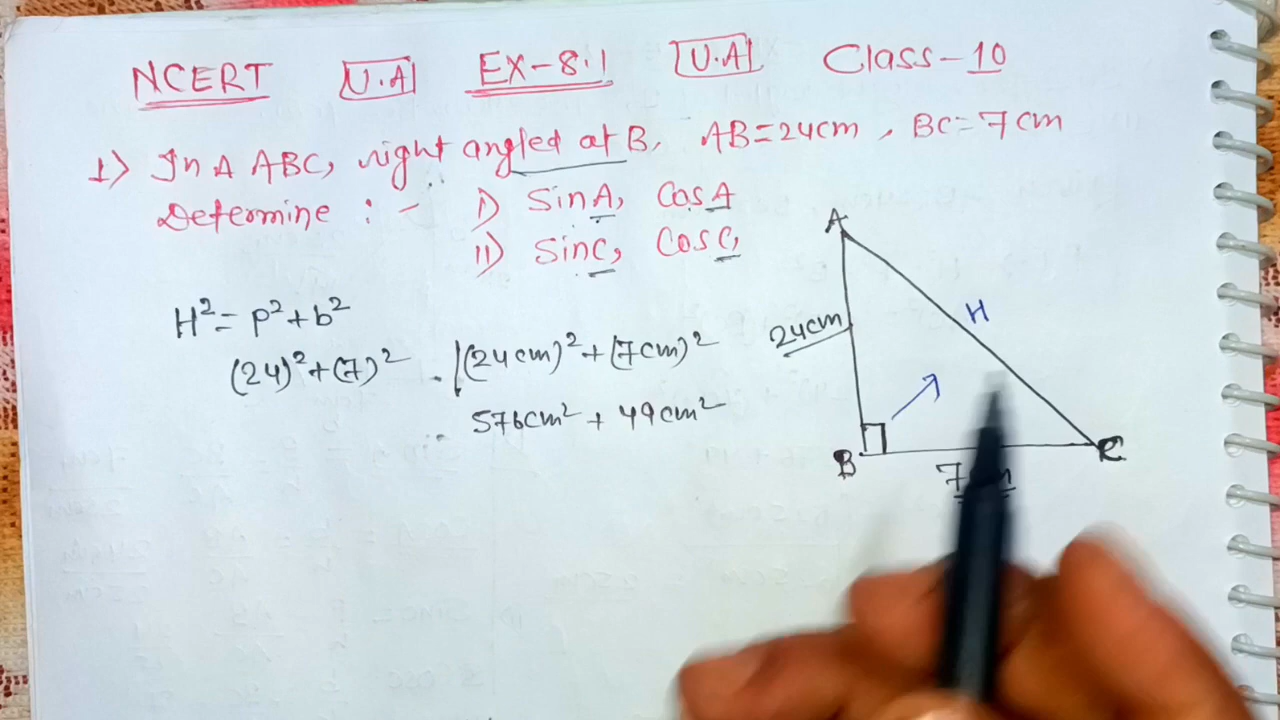 NCERT U.A EX-8.1 U.A Class-10
1) In Δ ABC, right angled at B, AB=24cm, BC=7cm
Determine :- i) SinA, CosA
ii) SinC, CosC,
A
H
24cm
B
C
H²=p²+b²
(24)²+(7)² (24cm)²+(7cm)²
576cm² + 49cm²